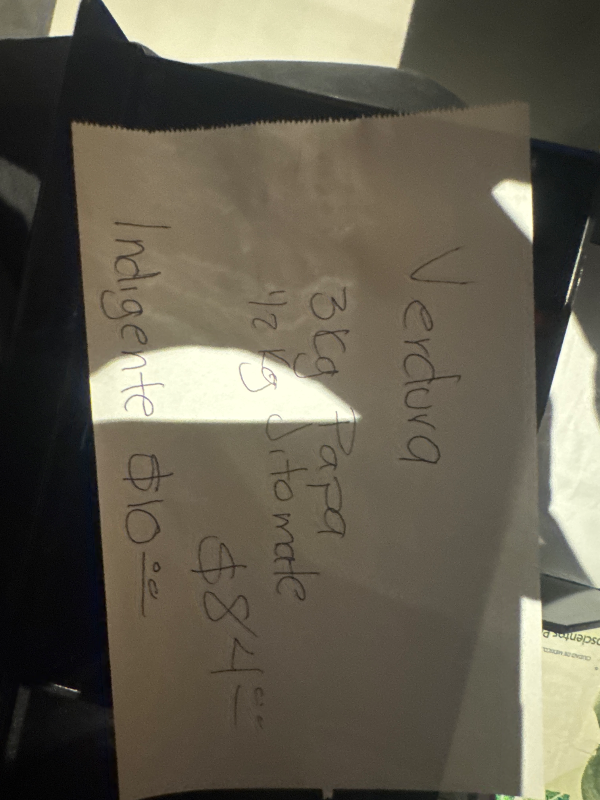 Verdura
3kg Papa
1/2 kg Jitomate
$84.00
Indigente $10.00